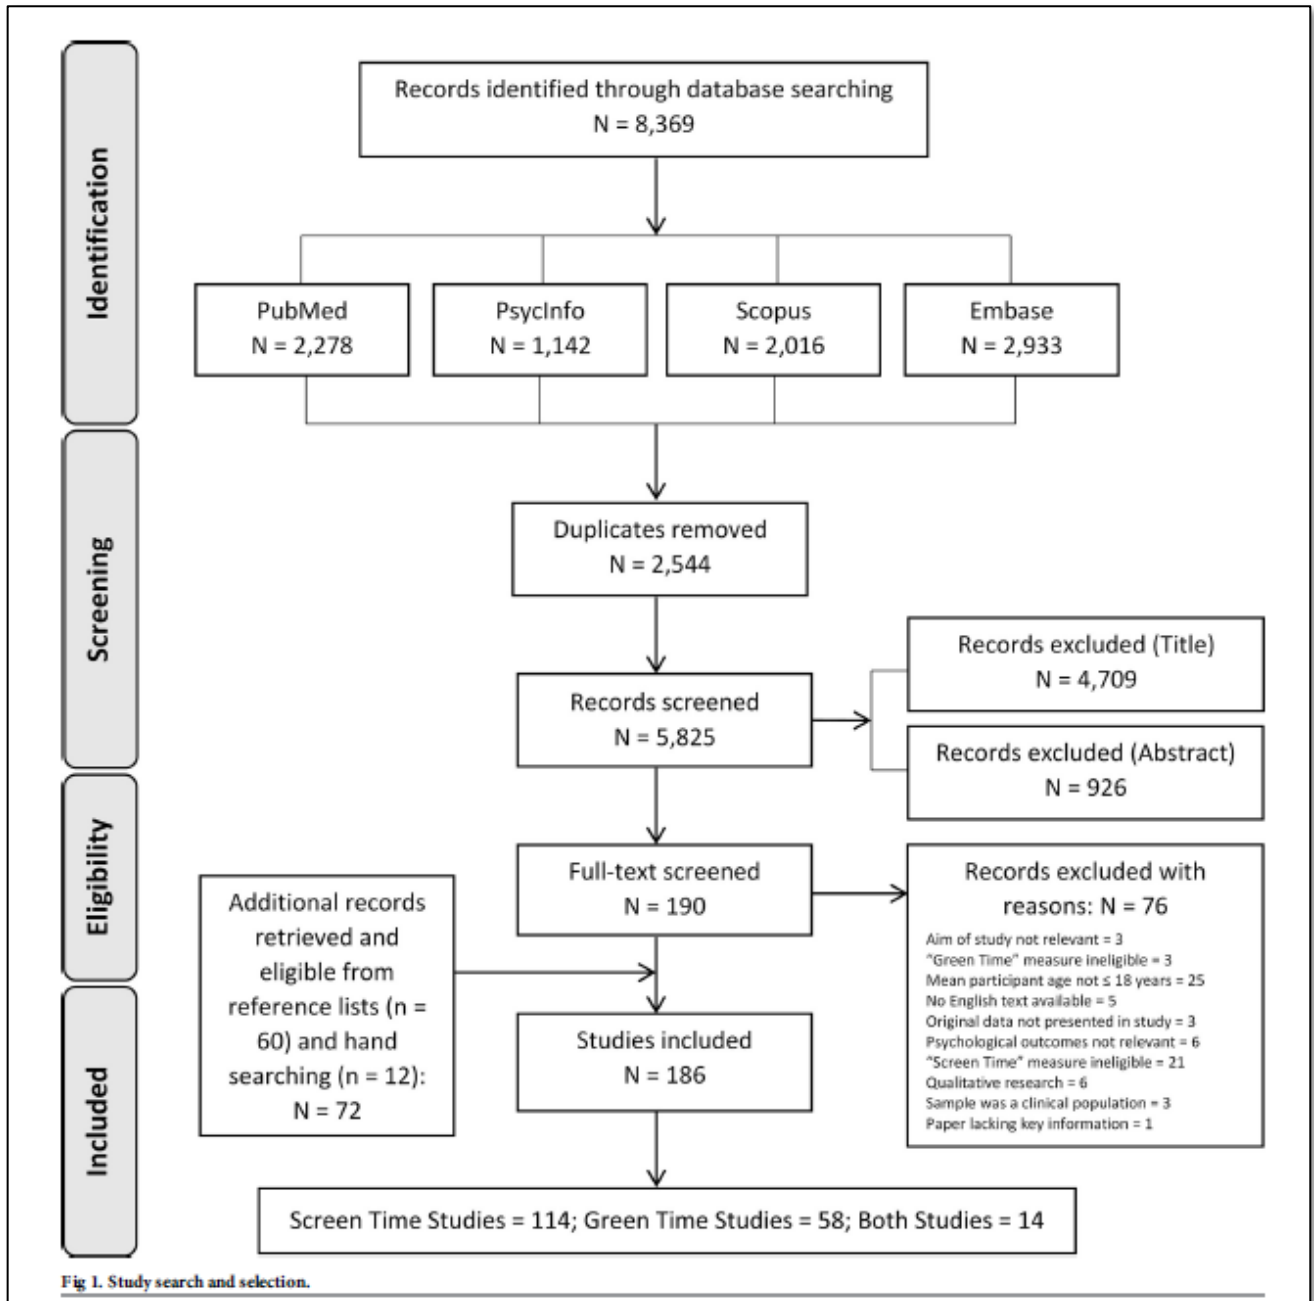 Identification
Records identified through database searching
N = 8,369
PubMed
N = 2,278
PsycInfo
N = 1,142
Scopus
N = 2,016
Embase
N = 2,933
Screening
Duplicates removed
N = 2,544
Records screened
N = 5,825
Records excluded (Title)
N = 4,709
Records excluded (Abstract)
N = 926
Eligibility
Full-text screened
N = 190
Records excluded with
reasons: N = 76
Aim of study not relevant = 3
“Green Time” measure ineligible = 3
Mean participant age not ≤ 18 years = 25
No English text available = 5
Original data not presented in study = 3
Psychological outcomes not relevant = 6
“Screen Time” measure ineligible = 21
Qualitative research = 6
Sample was a clinical population = 3
Paper lacking key information = 1
Additional records
retrieved and
eligible from
reference lists (n =
60) and hand
searching (n = 12):
N = 72
Included
Studies included
N = 186
Screen Time Studies = 114; Green Time Studies = 58; Both Studies = 14
Fig 1. Study search and selection.